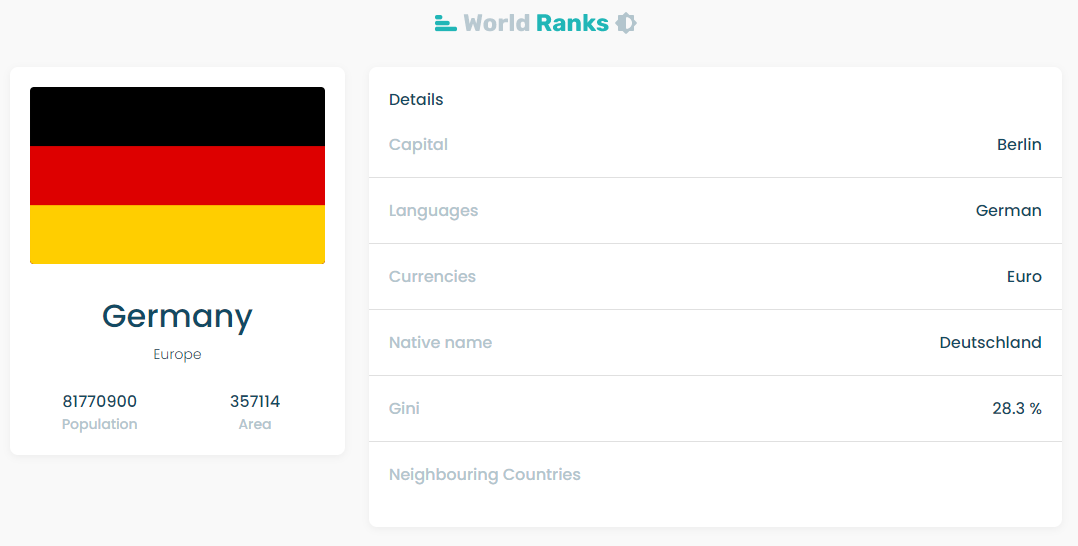 World Ranks
Germany
Europe
81770900
Population
357114
Area
Details
Capital
Berlin
Languages
German
Currencies
Euro
Native name
Deutschland
Gini
28.3 %
Neighbouring Countries